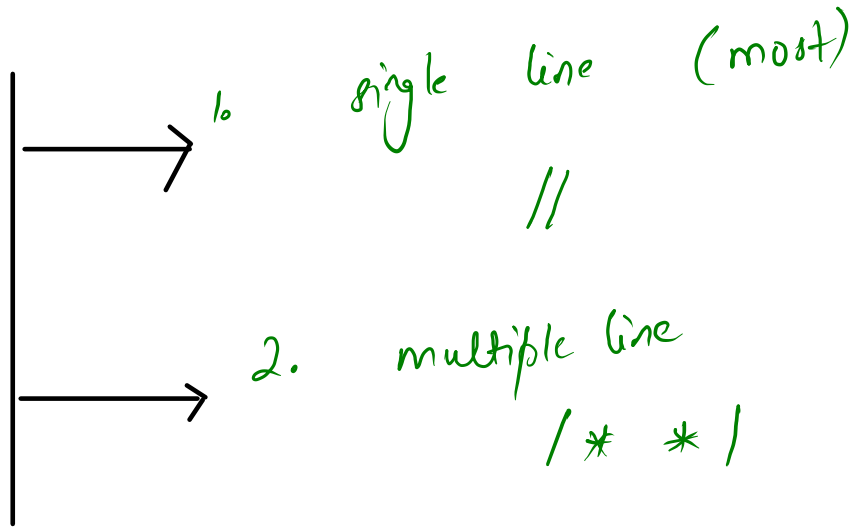 1. single line (most)
//
2. multiple line
/* */